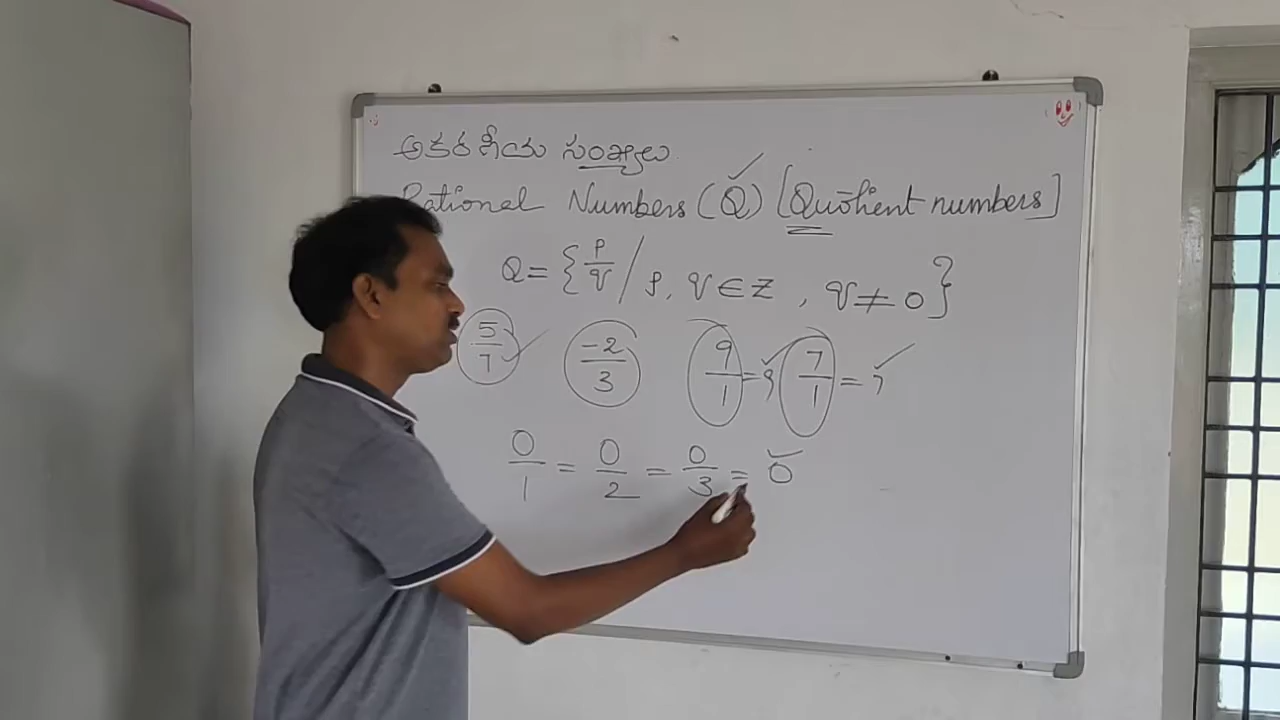 అకరణీయ సంఖ్యలు
Rational Numbers (Q) [Quotient numbers]
Q = {p/q / p, q ∈ Z, q ≠ 0}
5/7 -2/3 9/1 = 9 7/1 = 7
0/1 = 0/2 = 0/3 = 0